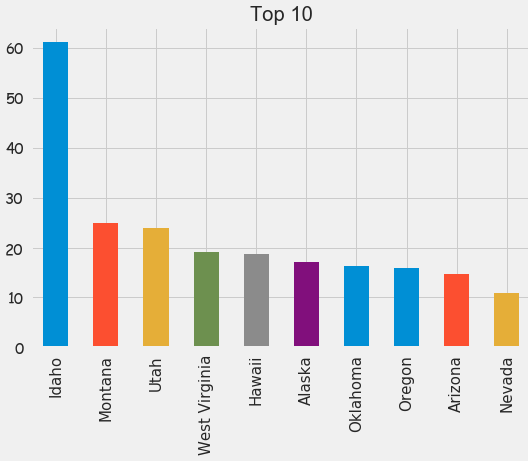 Top 10
60
50
40
30
20
10
0
Idaho
Montana
Utah
West Virginia
Hawaii
Alaska
Oklahoma
Oregon
Arizona
Nevada